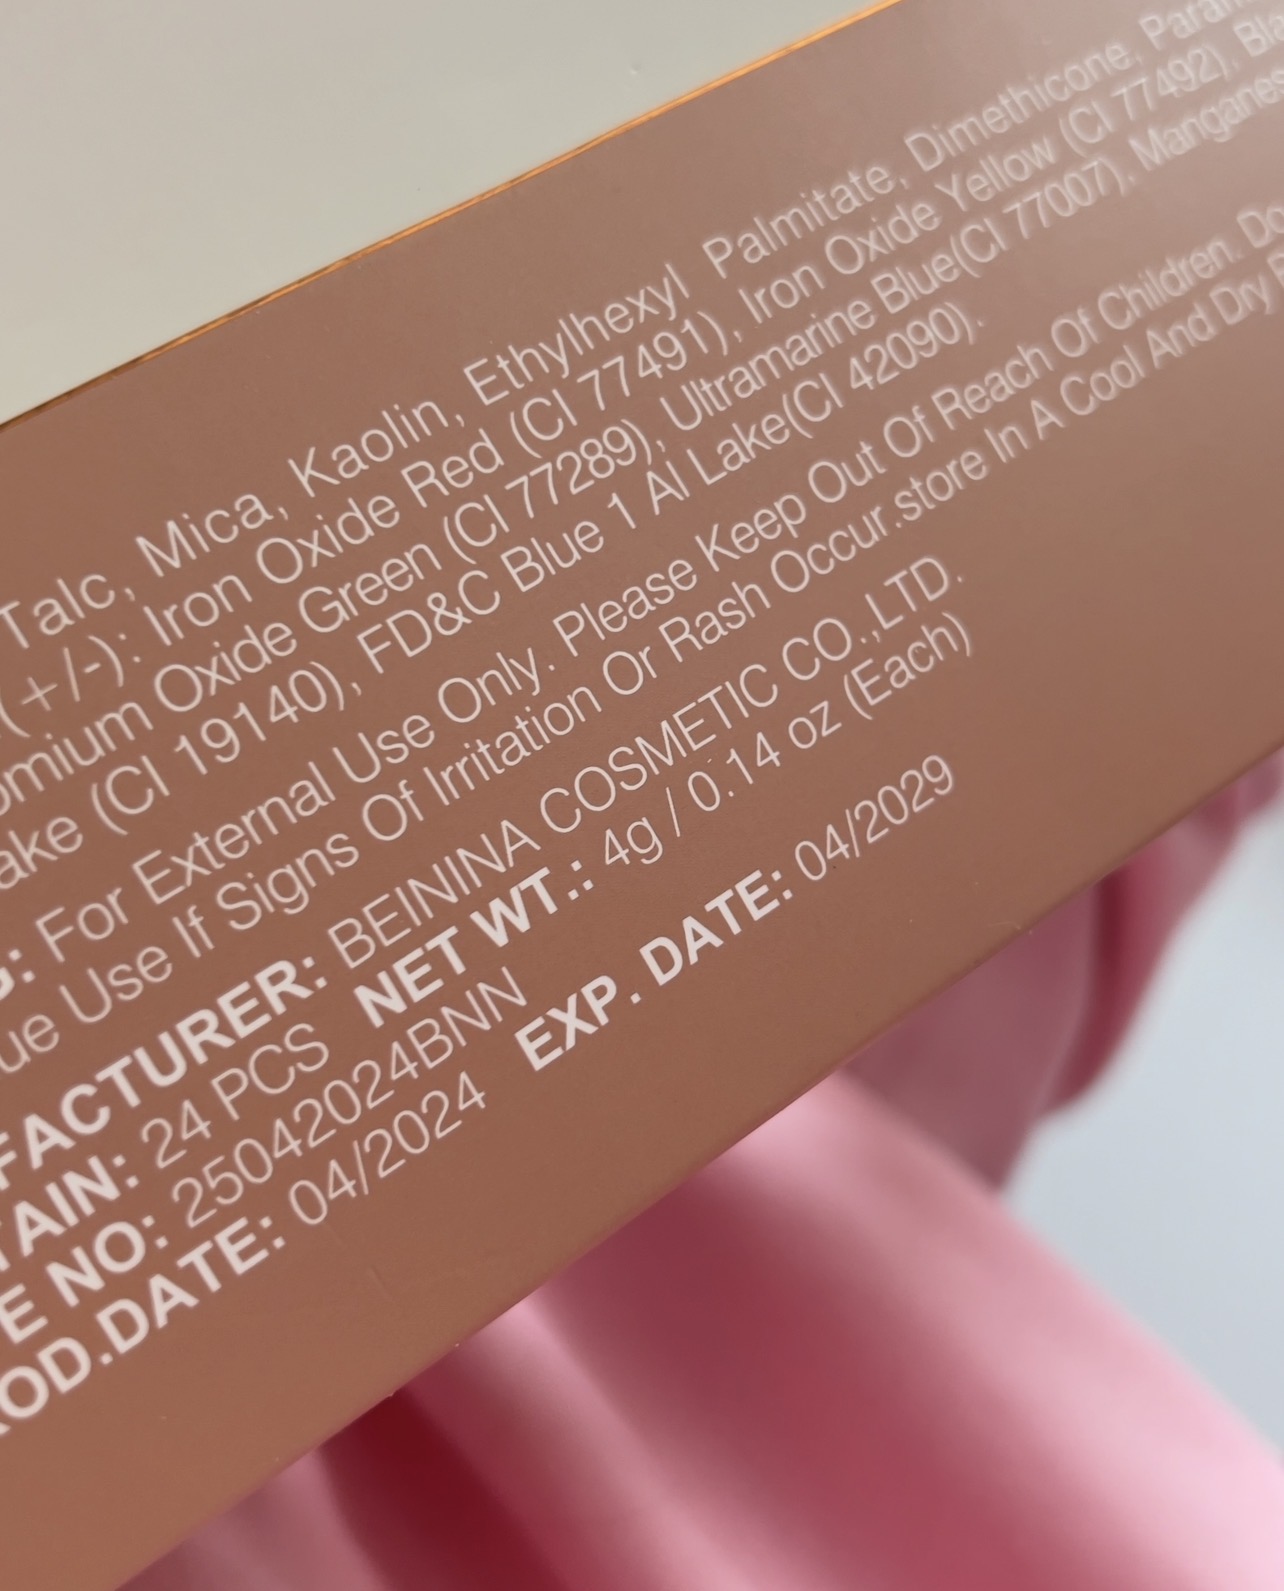 Talc, Mica, Kaolin, Ethylhexyl Palmitate, Dimethicone,
(+/-): Iron Oxide Red (CI 77491), Iron Oxide Yellow (CI 77492),
Oxide Green (CI 77289), Ultramarine Blue(CI 77007),
(CI 19140), FD&C Blue 1 Al Lake(CI 42090).
For External Use Only. Please Keep Out Of Reach Of Children.
Use If Signs Of Irritation Or Rash Occur.store In A Cool And Dry
FACTURER: BEININA COSMETIC CO.,LTD.
TAIN: 24 PCS NET WT.: 4g / 0.14 oz (Each)
E NO: 25042024BNN
ROD.DATE: 04/2024 EXP. DATE: 04/2029